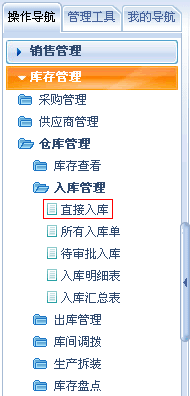 操作导航 管理工具 我的导航
销售管理
库存管理
采购管理
供应商管理
仓库管理
库存查看
入库管理
直接入库
所有入库单
待审批入库
入库明细表
入库汇总表
出库管理
库间调拨
生产拆装
库存盘点